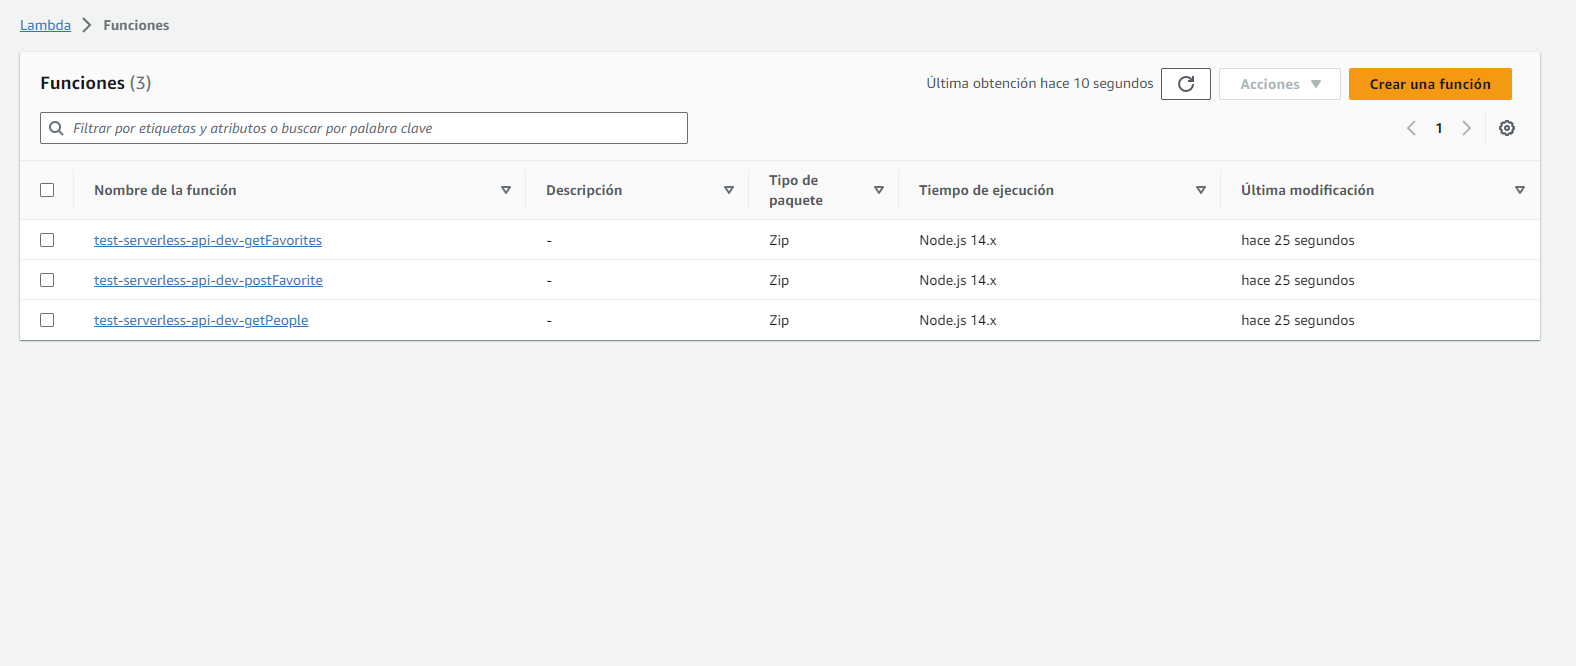 Lambda > Funciones
Funciones (3)
Última obtención hace 10 segundos
Acciones
Crear una función
Filtrar por etiquetas y atributos o buscar por palabra clave
1
Nombre de la función
Descripción
Tipo de
paquete
Tiempo de ejecución
Última modificación
test-serverless-api-dev-getFavorites - Zip Node.js 14.x hace 25 segundos
test-serverless-api-dev-postFavorite - Zip Node.js 14.x hace 25 segundos
test-serverless-api-dev-getPeople - Zip Node.js 14.x hace 25 segundos